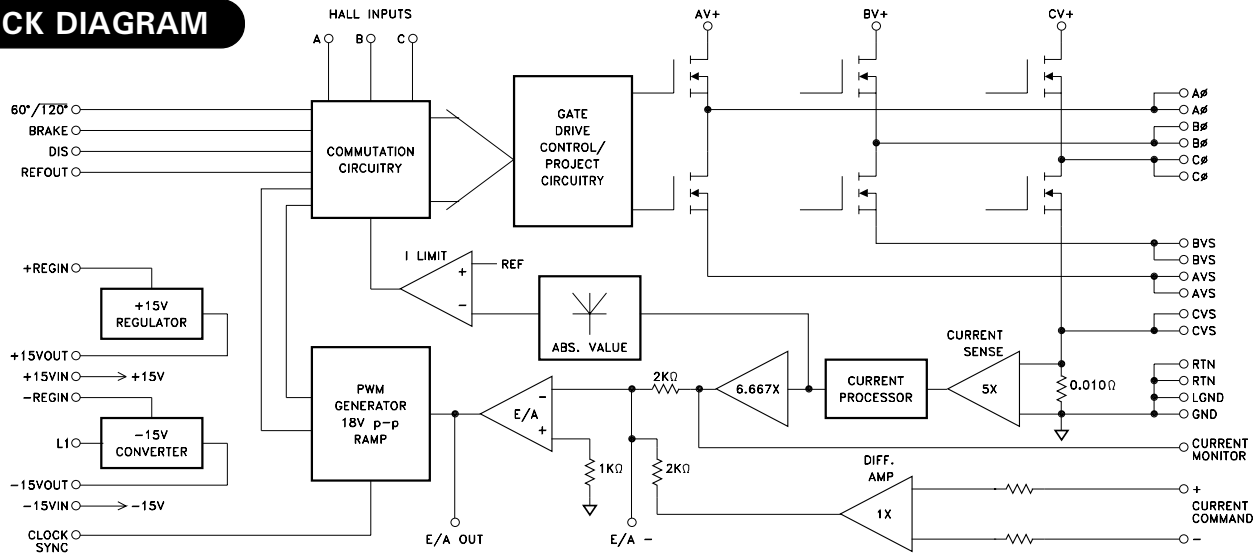 CK DIAGRAM
HALL INPUTS
A
B
C
AV+
BV+
CV+
60°/120°
BRAKE
DIS
REFOUT
COMMUTATION
CIRCUITRY
GATE
DRIVE
CONTROL/
PROJECT
CIRCUITRY
AØ
AØ
BØ
BØ
CØ
CØ
BVS
BVS
AVS
AVS
CVS
CVS
RTN
RTN
LGND
GND
I LIMIT
+
−
REF
ABS. VALUE
+REGIN
+15V
REGULATOR
+15VOUT
+15VIN
+15V
−REGIN
−15V
CONVERTER
L1
−15VOUT
−15VIN
−15V
CLOCK
SYNC
PWM
GENERATOR
18V p−p
RAMP
E/A
−
+
1KΩ
2KΩ
2KΩ
6.667X
CURRENT
PROCESSOR
CURRENT
SENSE
5X
0.010Ω
CURRENT
MONITOR
DIFF.
AMP
1X
+
CURRENT
COMMAND
−
E/A OUT
E/A −